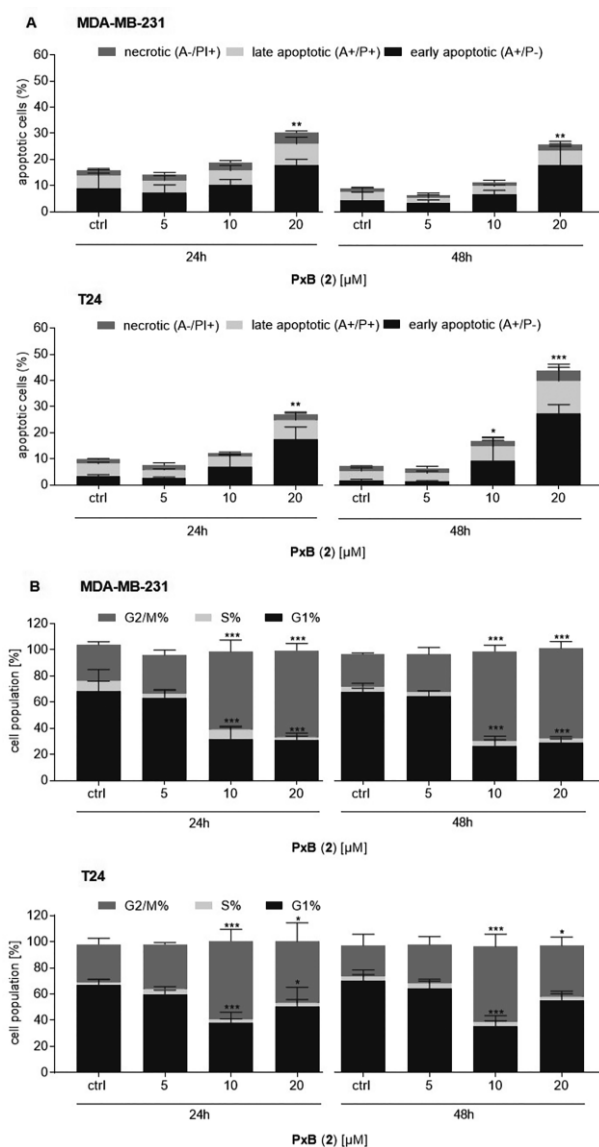 A MDA-MB-231
necrotic (A-/PI+) late apoptotic (A+/P+) early apoptotic (A+/P-)
apoptotic cells (%)
60
50
40
30
20
10
0
** **
ctrl 5 10 20 ctrl 5 10 20
24h 48h
PxB (2) [µM]
T24
necrotic (A-/PI+) late apoptotic (A+/P+) early apoptotic (A+/P-)
apoptotic cells (%)
60
50
40
30
20
10
0
** * ***
ctrl 5 10 20 ctrl 5 10 20
24h 48h
PxB (2) [µM]
B MDA-MB-231
G2/M% S% G1%
cell population [%]
120
100
80
60
40
20
0
*** *** *** ***
*** *** *** ***
ctrl 5 10 20 ctrl 5 10 20
24h 48h
PxB (2) [µM]
T24
G2/M% S% G1%
cell population [%]
120
100
80
60
40
20
0
*** * *** *
*** * ***
ctrl 5 10 20 ctrl 5 10 20
24h 48h
PxB (2) [µM]